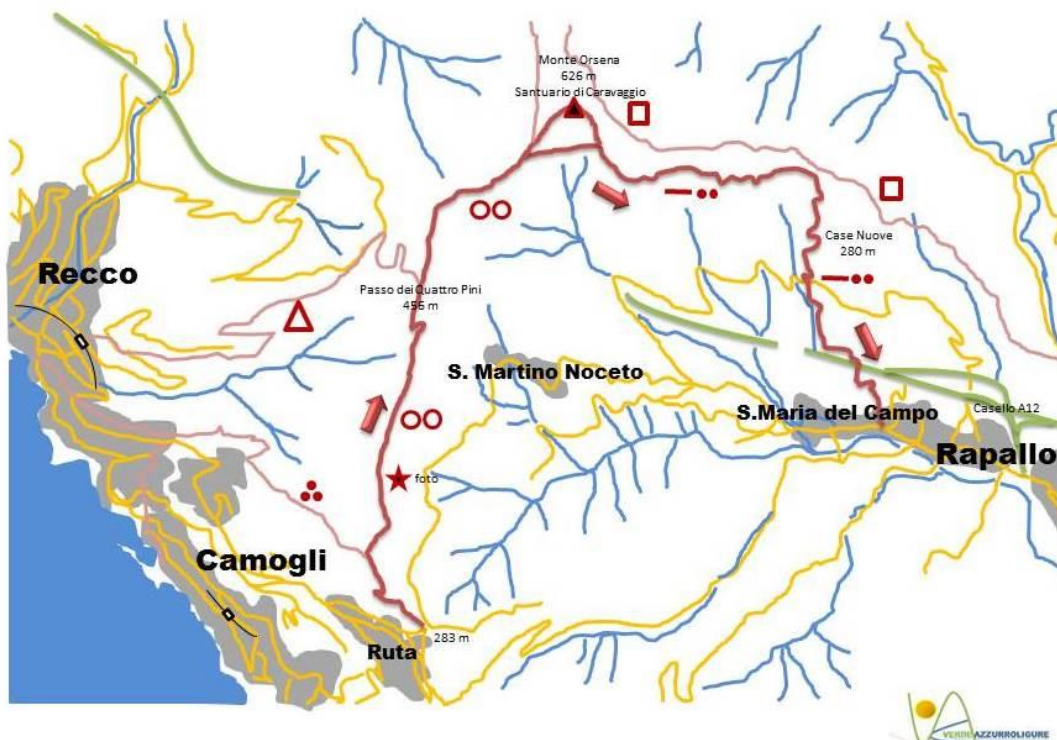 Monte Orsena
626 m
Santuario di Caravaggio
Case Nuove
280 m
Recco
Passo dei Quattro Pini
456 m
S. Martino Noceto
S.Maria del Campo
Casello A12
Rapallo
foto
Camogli
283 m
Ruta
VERDEAZZURROLIGURE